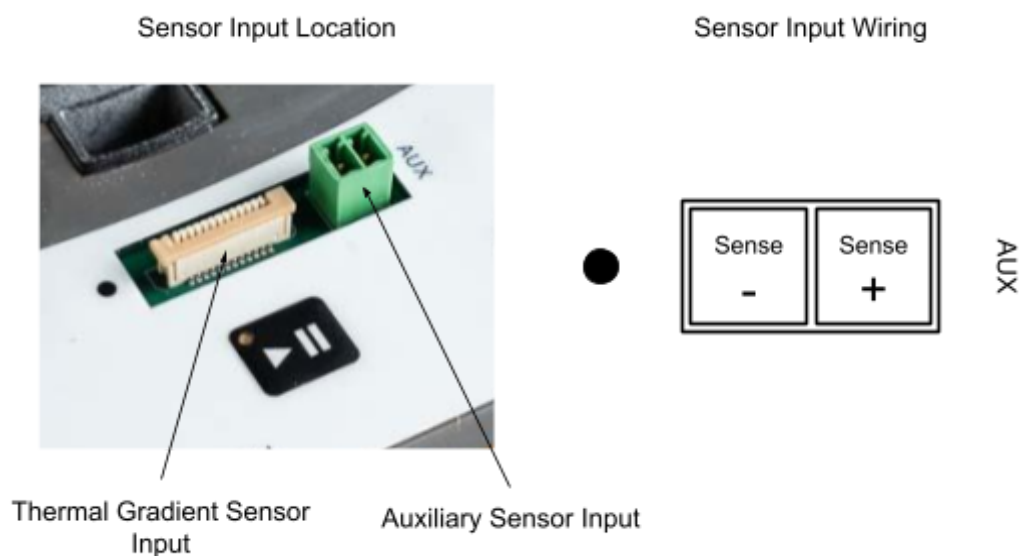 Sensor Input Location
Sensor Input Wiring
AUX
Sense
-
Sense
+
AUX
Thermal Gradient Sensor
Input
Auxiliary Sensor Input